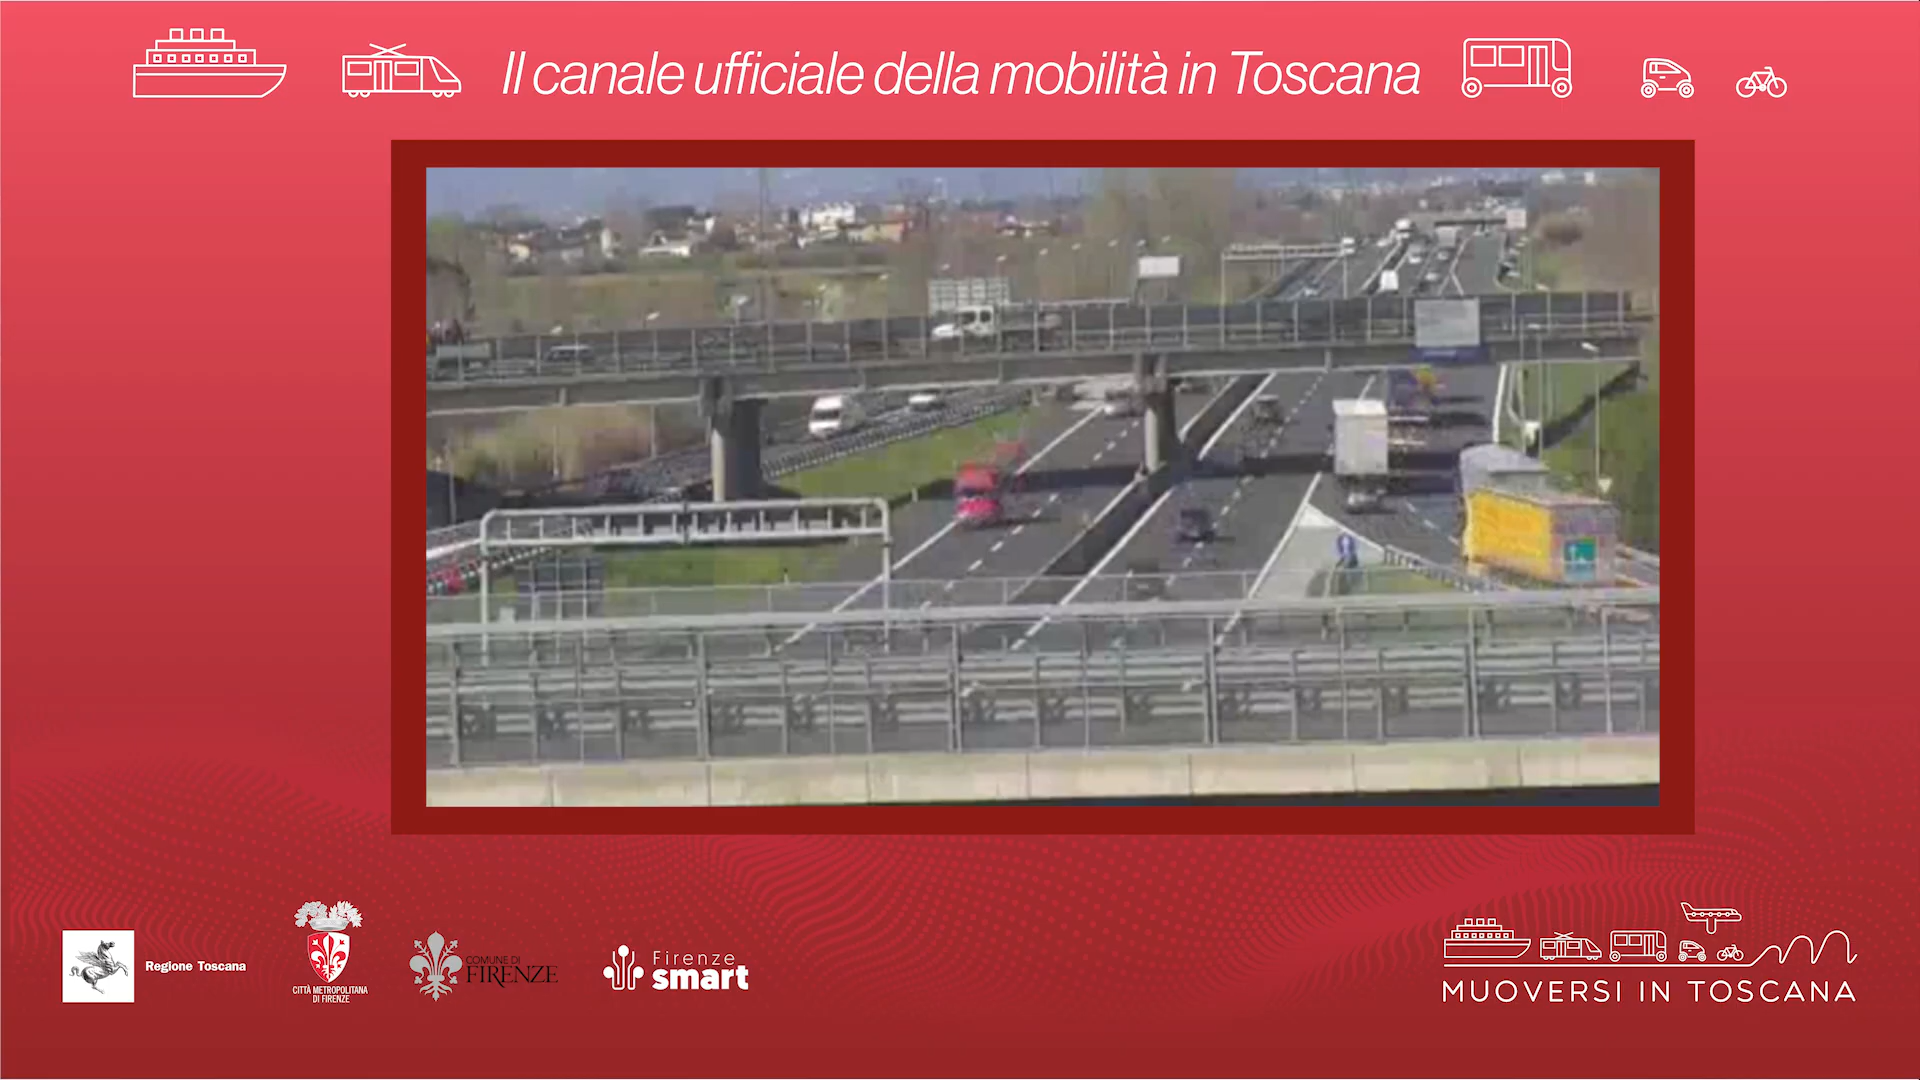 Il canale ufficiale della mobilità in Toscana
Regione Toscana
CITTÀ METROPOLITANA
DI FIRENZE
COMUNE DI
FIRENZE
Firenze
smart
MUOVERSI IN TOSCANA